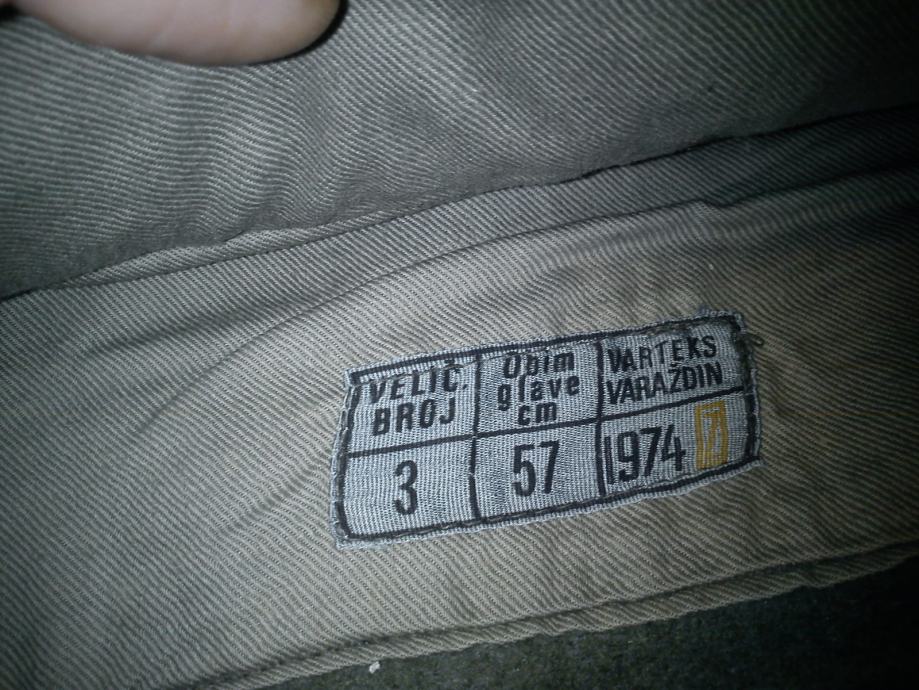 VELIČ.
BROJ
Obim
glave
cm
VARTEKS
VARAŽDIN
3
57
1974